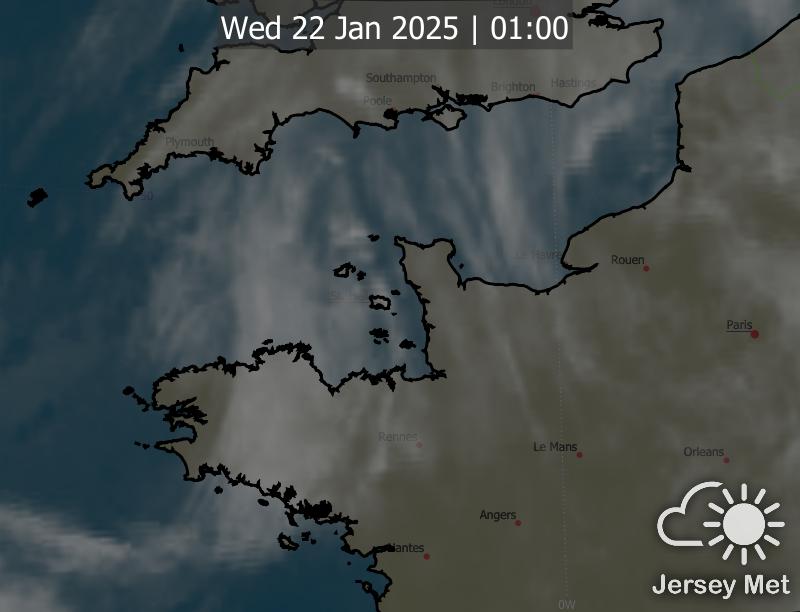 London
Wed 22 Jan 2025 | 01:00
Southampton
Brighton
Hastings
Poole
Plymouth
50
Le Havre
Rouen
Paris
Rennes
Le Mans
Orleans
Angers
Nantes
Jersey Met
0W